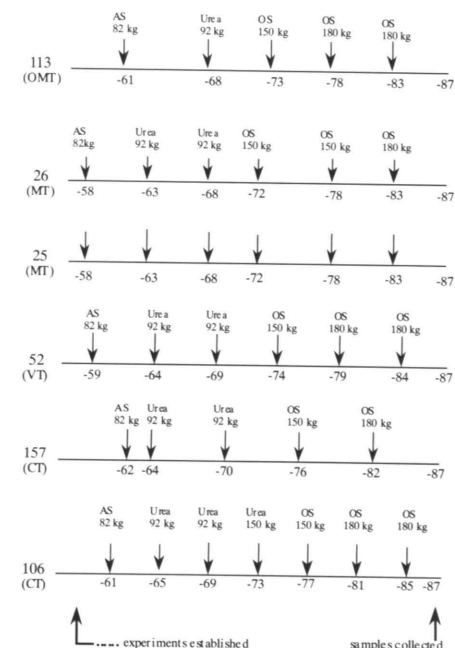 AS Urea OS OS OS
82 kg 92 kg 150 kg 180 kg 180 kg
113
(OMT)
-61 -68 -73 -78 -83 -87
AS Urea Urea OS OS OS
82kg 92 kg 92 kg 150 kg 150 kg 180 kg
26
(MT)
-58 -63 -68 -72 -78 -83 -87
25
(MT)
-58 -63 -68 -72 -78 -83 -87
AS Urea Urea OS OS OS
82 kg 92 kg 92 kg 150 kg 180 kg 180 kg
52
(VT)
-59 -64 -69 -74 -79 -84 -87
AS Urea Urea OS OS
82 kg 92 kg 92 kg 150 kg 180 kg
157
(CT)
-62 -64 -70 -76 -82 -87
AS Urea Urea Urea OS OS OS
82 kg 92 kg 92 kg 150 kg 150 kg 180 kg 180 kg
106
(CT)
-61 -65 -69 -73 -77 -81 -85 -87
experiments established samples collected